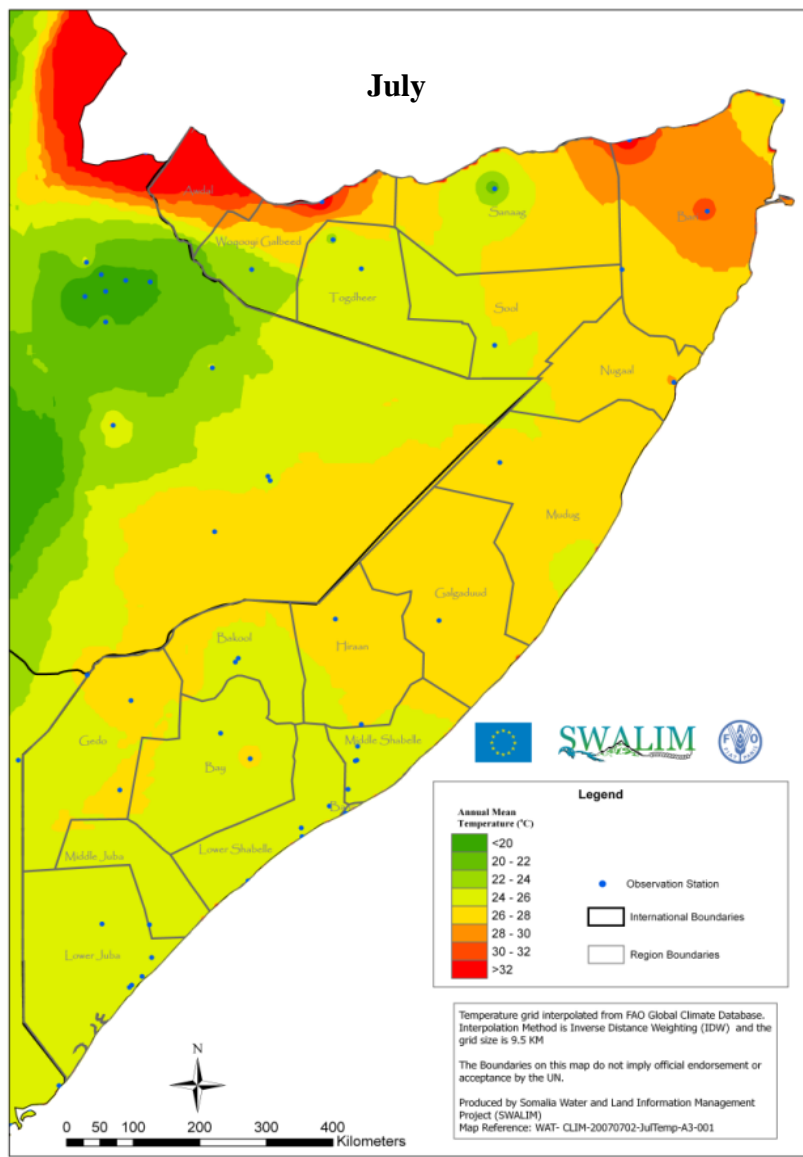 July
Awdal
Sanaag
Bari
Woqooyi Galbeed
Togdheer
Sool
Nugaal
Mudug
Galgaduud
Hiraan
Bakool
Gedo
Middle Shabelle
Bay
Lower Shabelle
Middle Juba
Lower Juba
SWALIM
FAO
FIAT PANIS
Legend
Annual Mean
Temperature (°C)
<20
20 - 22
22 - 24
24 - 26
26 - 28
28 - 30
30 - 32
>32
Observation Station
International Boundaries
Region Boundaries
Temperature grid interpolated from FAO Global Climate Database.
Interpolation Method is Inverse Distance Weighting (IDW) and the
grid size is 9.5 KM
The Boundaries on this map do not imply official endorsement or
acceptance by the UN.
Produced by Somalia Water and Land Information Management
Project (SWALIM)
Map Reference: WAT- CLIM-20070702-JulTemp-A3-001
N
0 50 100 200 300 400
Kilometers